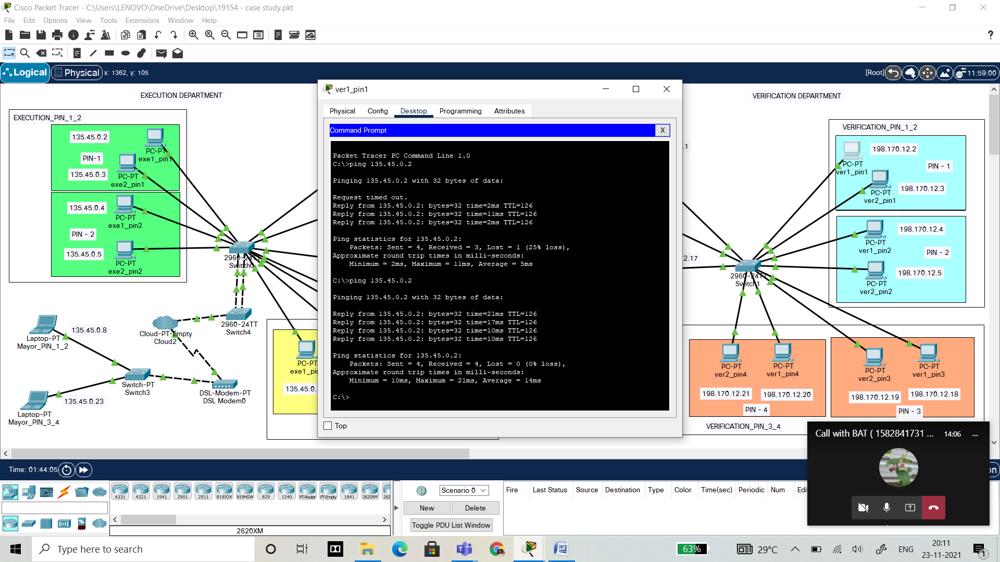 Cisco Packet Tracer - C:\Users\LENOVO\OneDrive\Desktop\19154 - case study.pkt
File Edit Options View Tools Extensions Window Help
?
Logical Physical x: 1362, y: 105
[Root] 11:59:00
EXECUTION DEPARTMENT
EXECUTION_PIN_1_2
135.45.0.2
PC-PT
exe1_pin1
PIN-1
135.45.0.3
PC-PT
exe2_pin1
135.45.0.4
PC-PT
exe1_pin2
PIN - 2
135.45.0.5
PC-PT
exe2_pin2
2960-24TT
Switch0
2960-24TT
Switch4
Cloud-PT-Empty
Cloud2
135.45.0.8
Laptop-PT
Mayor_PIN_1_2
Switch-PT
Switch3
DSL-Modem-PT
DSL Modem0
135.45.0.23
Laptop-PT
Mayor_PIN_3_4
PC-PT
exe1_pin
135.45.0.
ver1_pin1
Physical Config Desktop Programming Attributes
Command Prompt X
Packet Tracer PC Command Line 1.0
C:\>ping 135.45.0.2
Pinging 135.45.0.2 with 32 bytes of data:
Request timed out.
Reply from 135.45.0.2: bytes=32 time=2ms TTL=126
Reply from 135.45.0.2: bytes=32 time=11ms TTL=126
Reply from 135.45.0.2: bytes=32 time=2ms TTL=126
Ping statistics for 135.45.0.2:
Packets: Sent = 4, Received = 3, Lost = 1 (25% loss),
Approximate round trip times in milli-seconds:
Minimum = 2ms, Maximum = 11ms, Average = 5ms
C:\>ping 135.45.0.2
Pinging 135.45.0.2 with 32 bytes of data:
Reply from 135.45.0.2: bytes=32 time=21ms TTL=126
Reply from 135.45.0.2: bytes=32 time=17ms TTL=126
Reply from 135.45.0.2: bytes=32 time=10ms TTL=126
Reply from 135.45.0.2: bytes=32 time=10ms TTL=126
Ping statistics for 135.45.0.2:
Packets: Sent = 4, Received = 4, Lost = 0 (0% loss),
Approximate round trip times in milli-seconds:
Minimum = 10ms, Maximum = 21ms, Average = 14ms
C:\>
Top
.1
2.17
VERIFICATION DEPARTMENT
VERIFICATION_PIN_1_2
198.170.12.2
PC-PT
ver1_pin1
PIN - 1
198.170.12.3
PC-PT
ver2_pin1
198.170.12.4
PC-PT
ver1_pin2
PIN - 2
198.170.12.5
PC-PT
ver2_pin2
2960-24TT
Switch1
PC-PT
ver2_pin4
PC-PT
ver1_pin4
PC-PT
ver2_pin3
PC-PT
ver1_pin3
198.170.12.21
198.170.12.20
198.170.12.19
198.170.12.18
PIN - 4
PIN - 3
VERIFICATION_PIN_3_4
Call with BAT ( 1582841731 ... 14:06
Time: 01:44:05
on
4331 4321 1941 2901 2911 819IOX 819HGW 829 1240 PT-Router PT-Empty 1841 2620XM 262
2620XM
Scenario 0
New Delete
Toggle PDU List Window
Fire Last Status Source Destination Type Color Time(sec) Periodic Num Edit
Type here to search
63%
29°C
ENG
20:11
23-11-2021
1